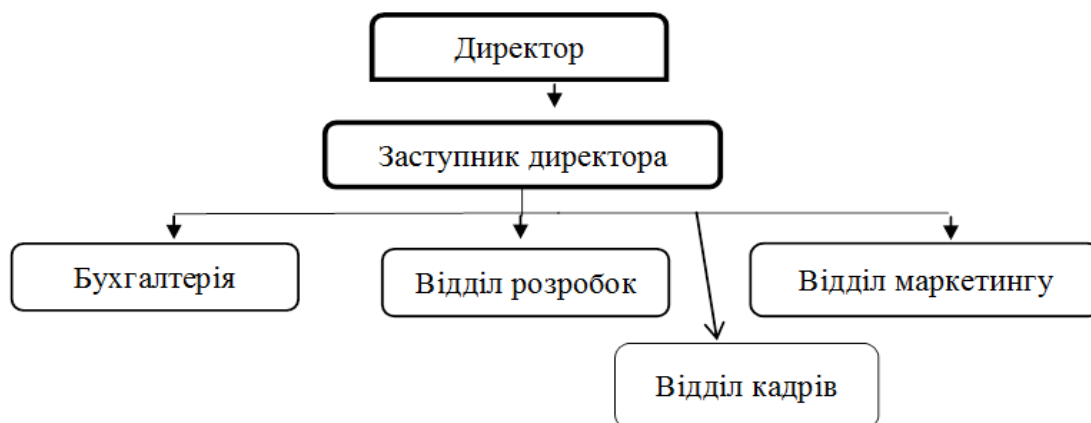 Директор
Заступник директора
Бухгалтерія
Відділ розробок
Відділ маркетингу
Відділ кадрів